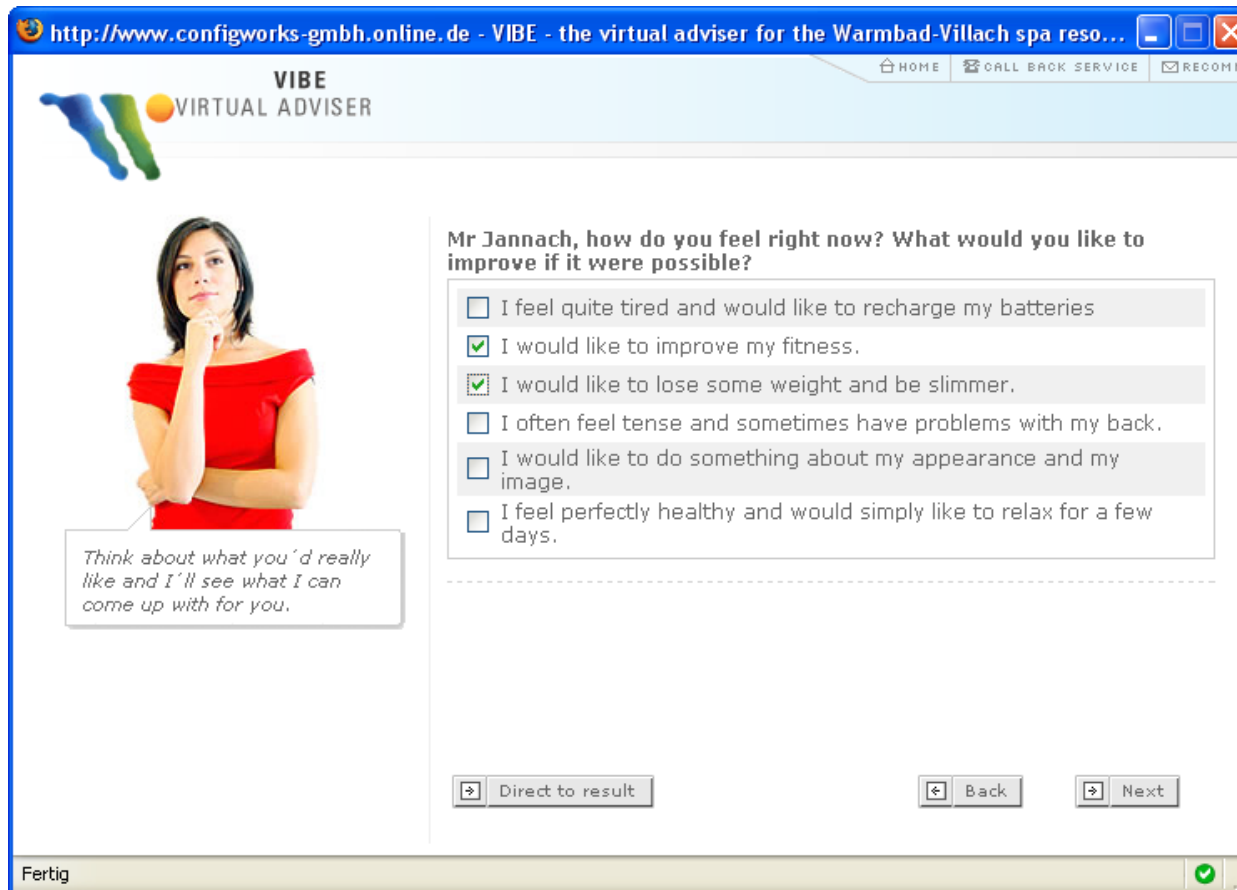 http://www.configworks-gmbh.online.de - VIBE - the virtual adviser for the Warmbad-Villach spa reso...
HOME
CALL BACK SERVICE
RECOM
VIBE
VIRTUAL ADVISER
Mr Jannach, how do you feel right now? What would you like to
improve if it were possible?
I feel quite tired and would like to recharge my batteries
I would like to improve my fitness.
I would like to lose some weight and be slimmer.
I often feel tense and sometimes have problems with my back.
I would like to do something about my appearance and my
image.
I feel perfectly healthy and would simply like to relax for a few
days.
Think about what you´d really
like and I´ll see what I can
come up with for you.
Direct to result
Back
Next
Fertig